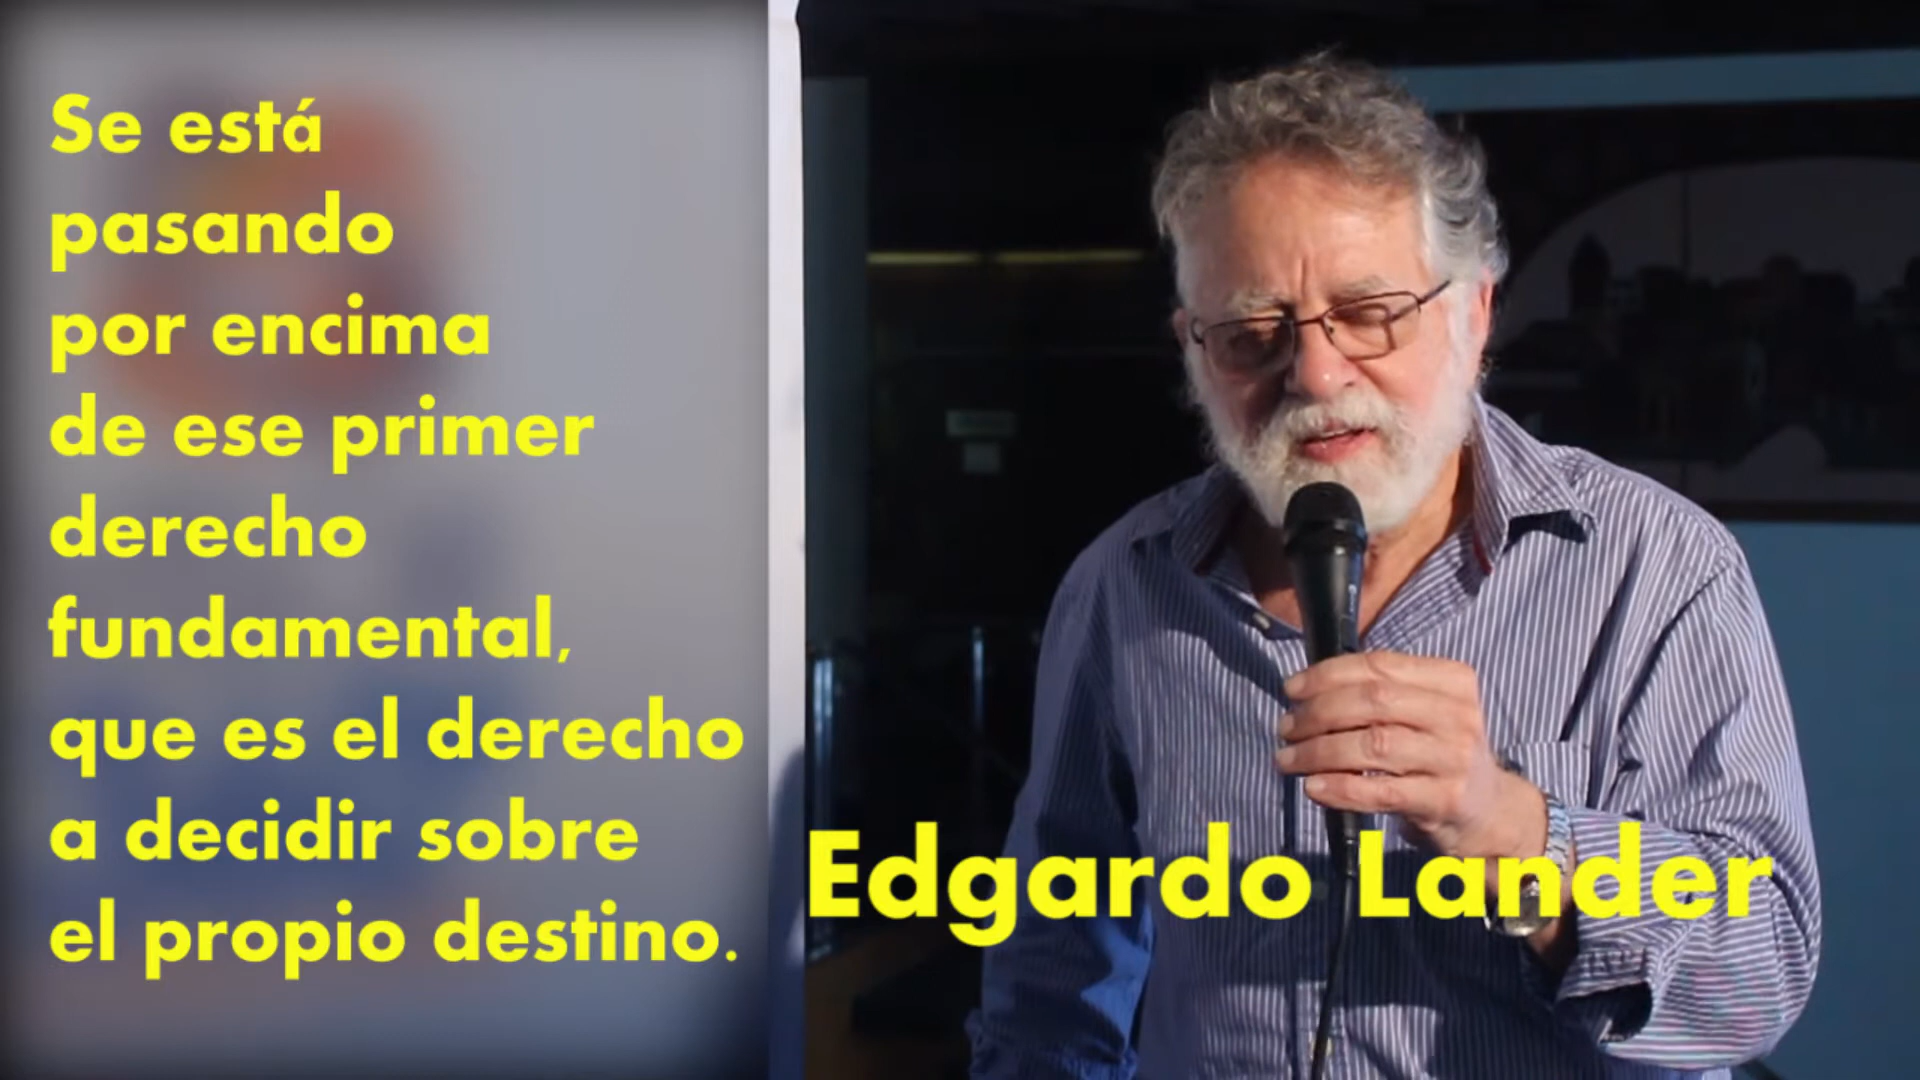 Se está
pasando
por encima
de ese primer
derecho
fundamental,
que es el derecho
a decidir sobre
el propio destino.
Edgardo Lander